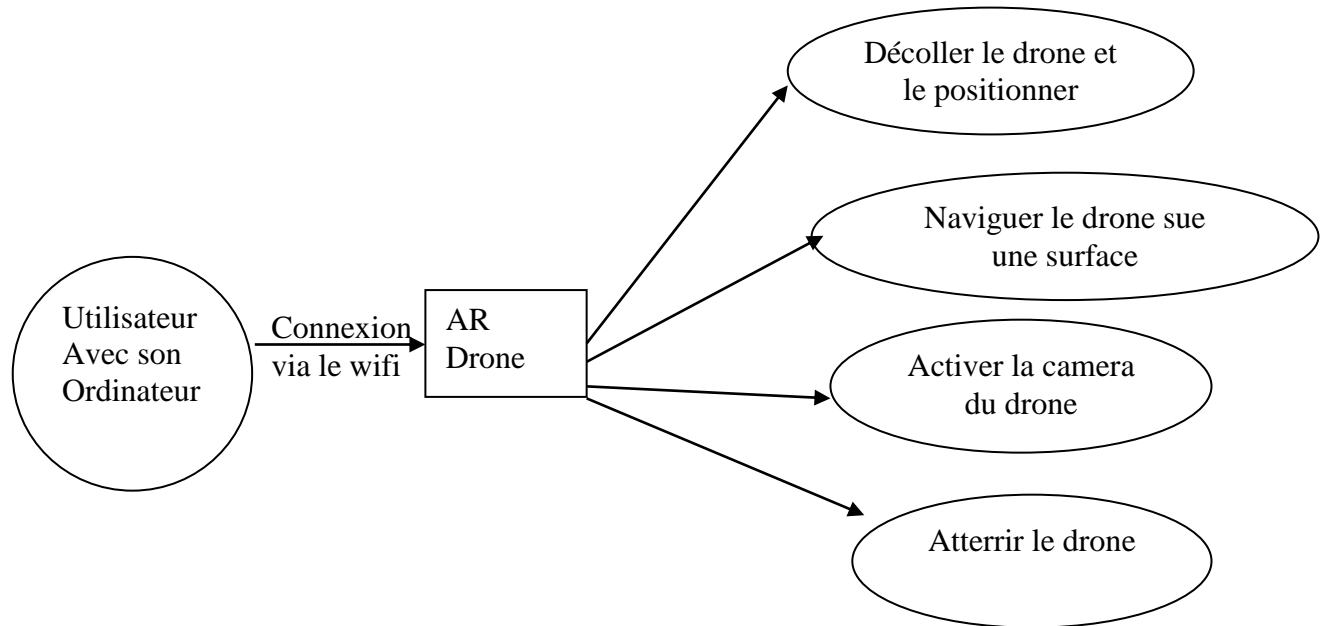 Décoller le drone et
le positionner
Naviguer le drone sue
une surface
Utilisateur
Avec son
Ordinateur
Connexion
via le wifi
AR
Drone
Activer la camera
du drone
Atterrir le drone